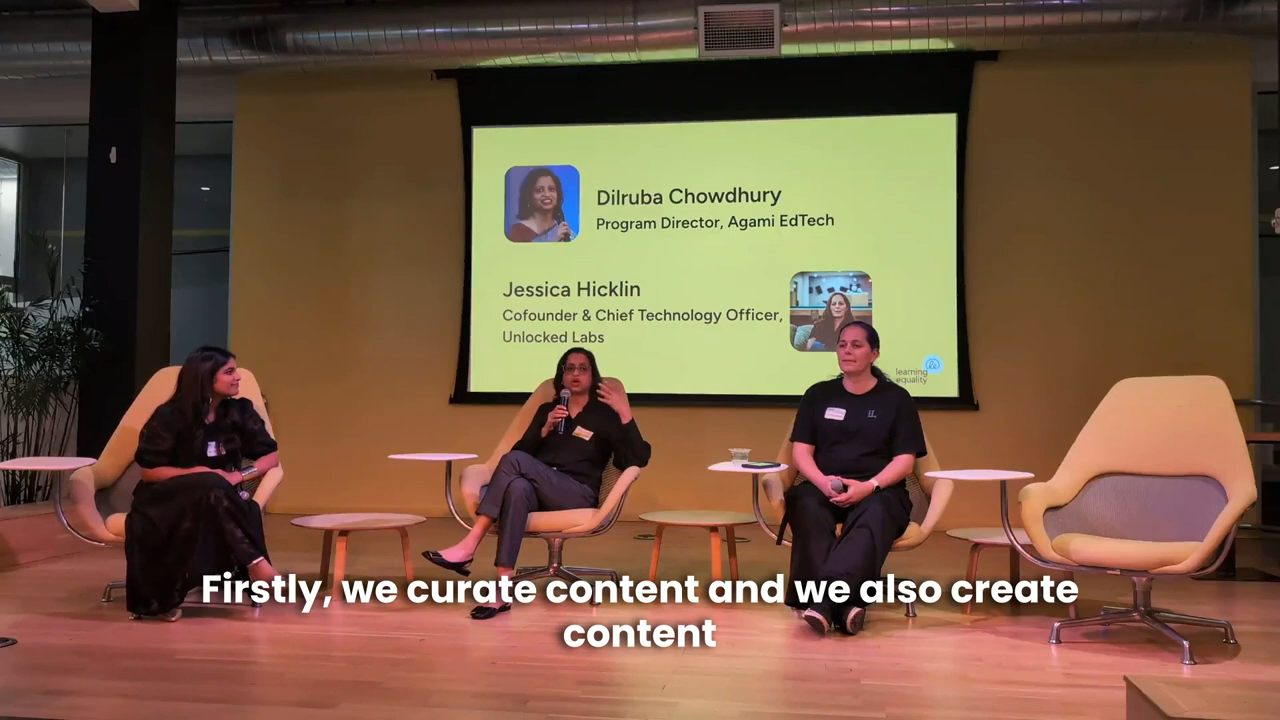 Dilruba Chowdhury
Program Director, Agami EdTech
Jessica Hicklin
Cofounder & Chief Technology Officer,
Unlocked Labs
learning
equality
Firstly, we curate content and we also create
content